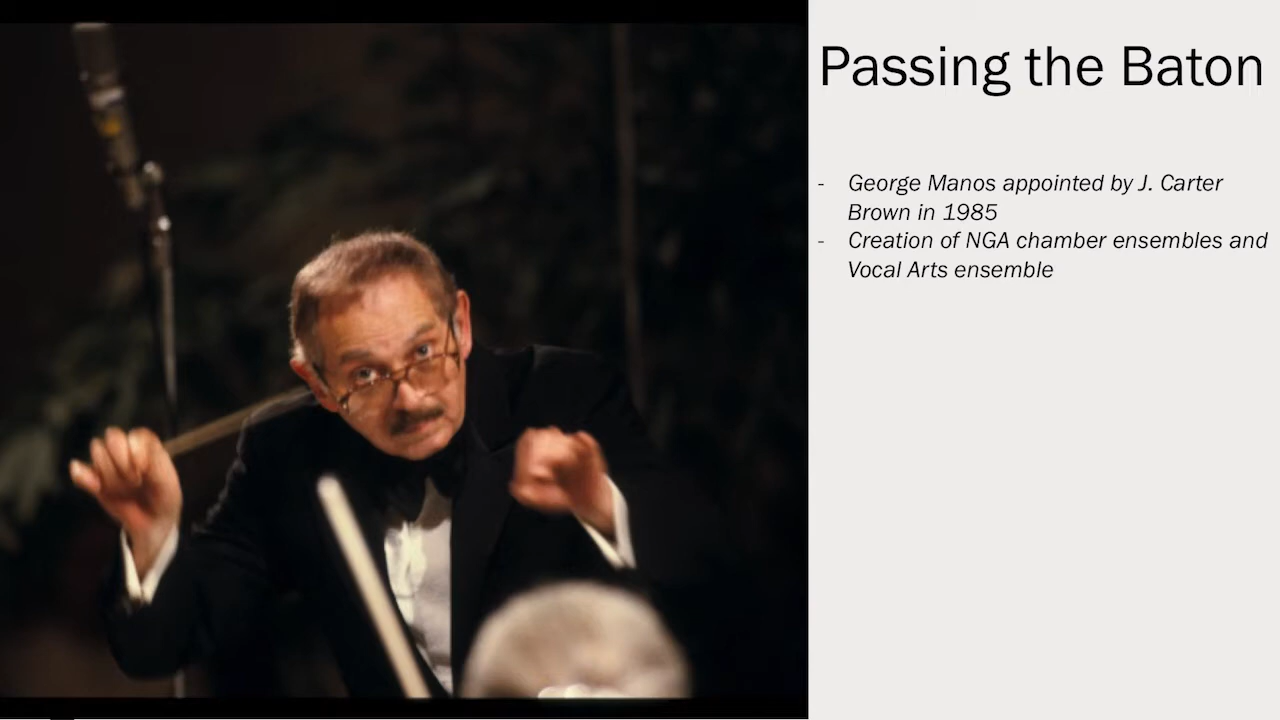 Passing the Baton
- George Manos appointed by J. Carter
Brown in 1985
- Creation of NGA chamber ensembles and
Vocal Arts ensemble